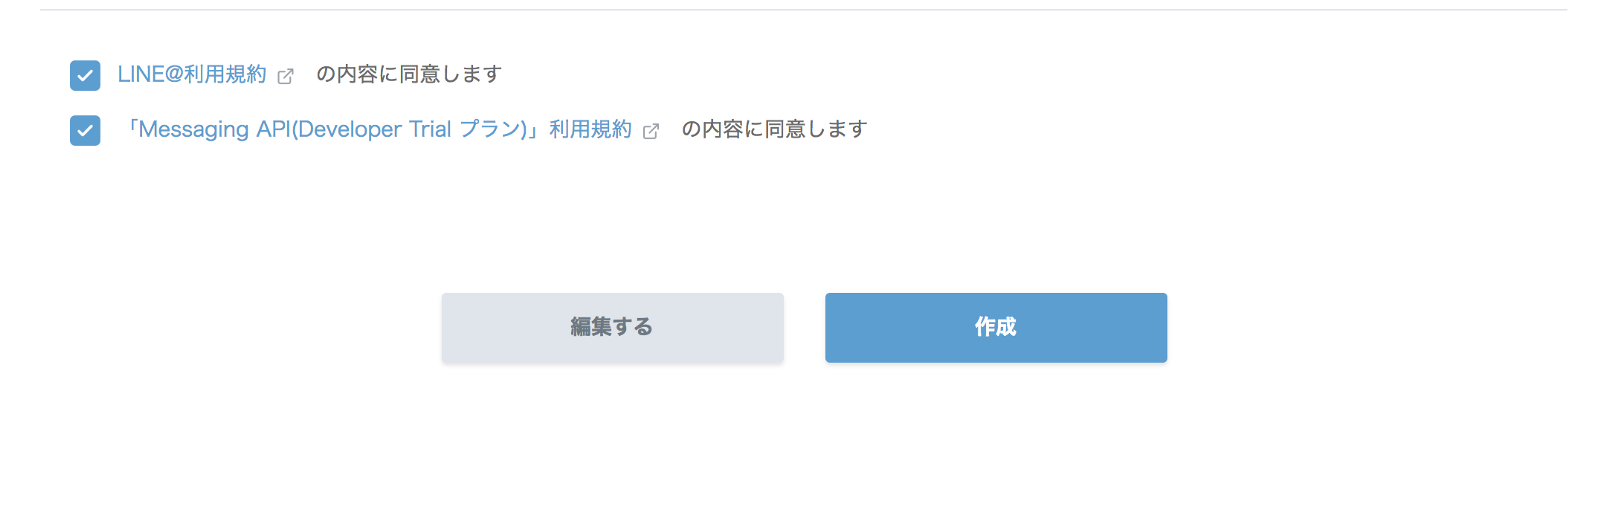 LINE@利用規約 の内容に同意します
「Messaging API(Developer Trial プラン)」利用規約 の内容に同意します
編集する 作成